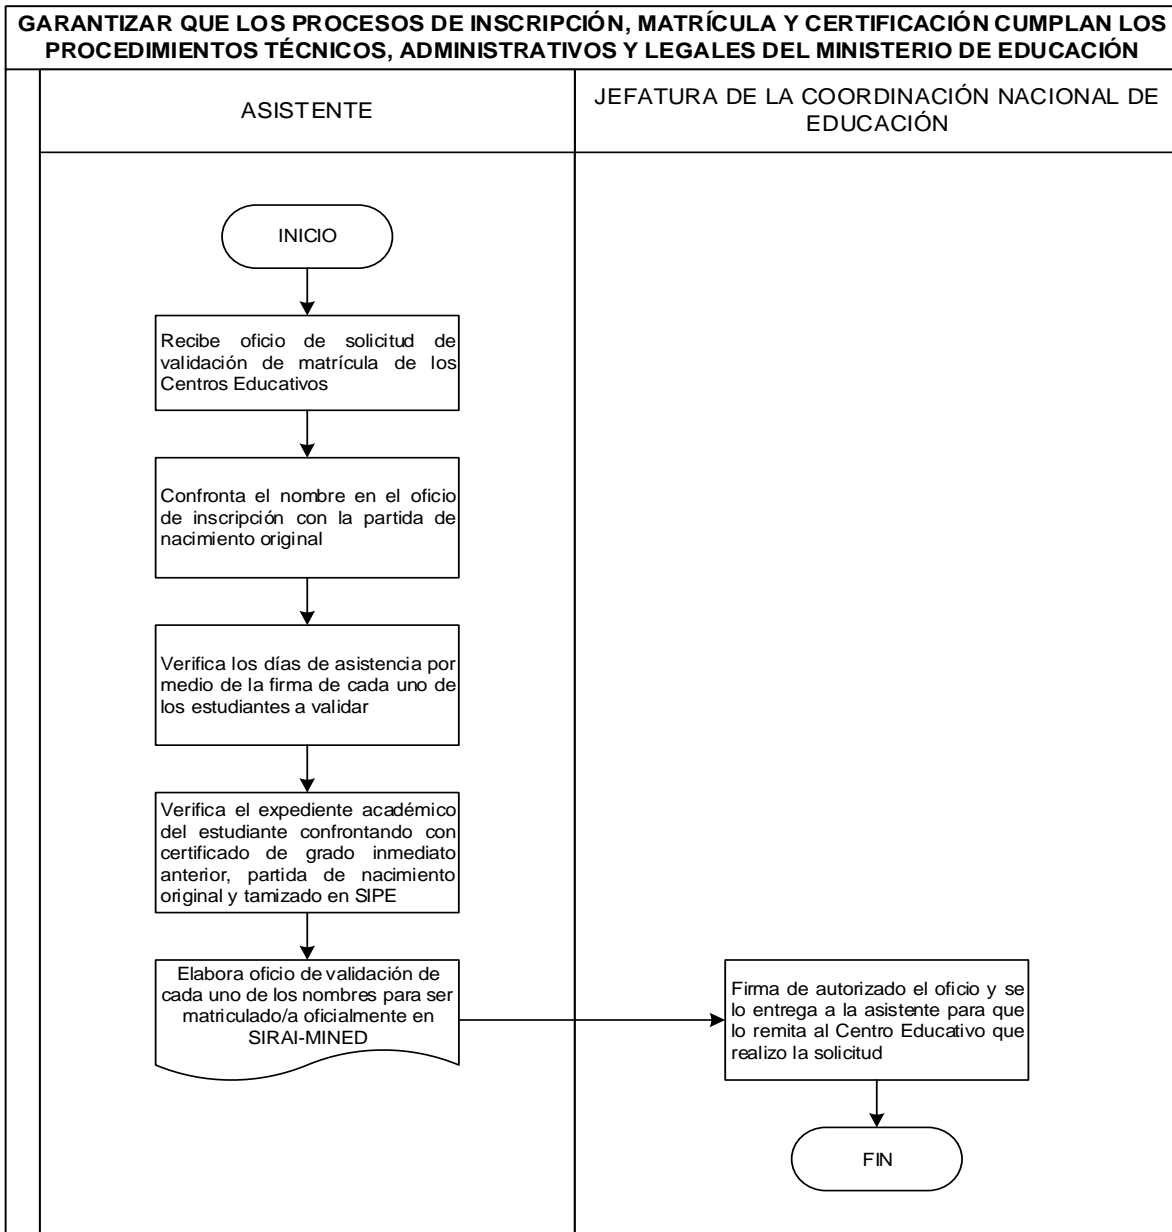 GARANTIZAR QUE LOS PROCESOS DE INSCRIPCIÓN, MATRÍCULA Y CERTIFICACIÓN CUMPLAN LOS
PROCEDIMIENTOS TÉCNICOS, ADMINISTRATIVOS Y LEGALES DEL MINISTERIO DE EDUCACIÓN
ASISTENTE
JEFATURA DE LA COORDINACIÓN NACIONAL DE
EDUCACIÓN
INICIO
Recibe oficio de solicitud de
validación de matrícula de los
Centros Educativos
Confronta el nombre en el oficio
de inscripción con la partida de
nacimiento original
Verifica los días de asistencia por
medio de la firma de cada uno de
los estudiantes a validar
Verifica el expediente académico
del estudiante confrontando con
certificado de grado inmediato
anterior, partida de nacimiento
original y tamizado en SIPE
Elabora oficio de validación de
cada uno de los nombres para ser
matriculado/a oficialmente en
SIRAI-MINED
Firma de autorizado el oficio y se
lo entrega a la asistente para que
lo remita al Centro Educativo que
realizo la solicitud
FIN